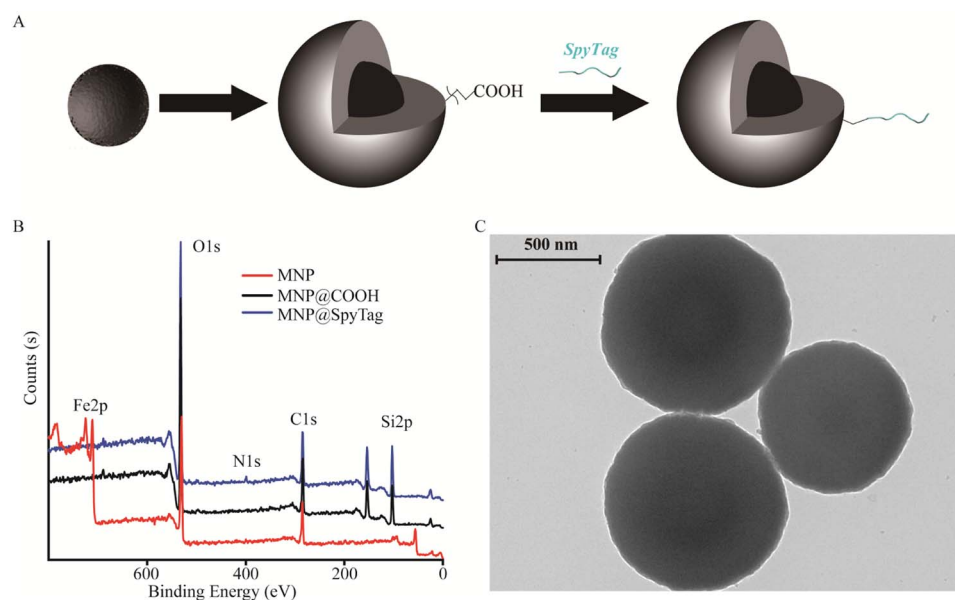 A
SpyTag
COOH
B
O1s
MNP
MNP@COOH
MNP@SpyTag
Counts (s)
Fe2p
N1s
C1s
Si2p
600
400
200
0
Binding Energy (eV)
C
500 nm